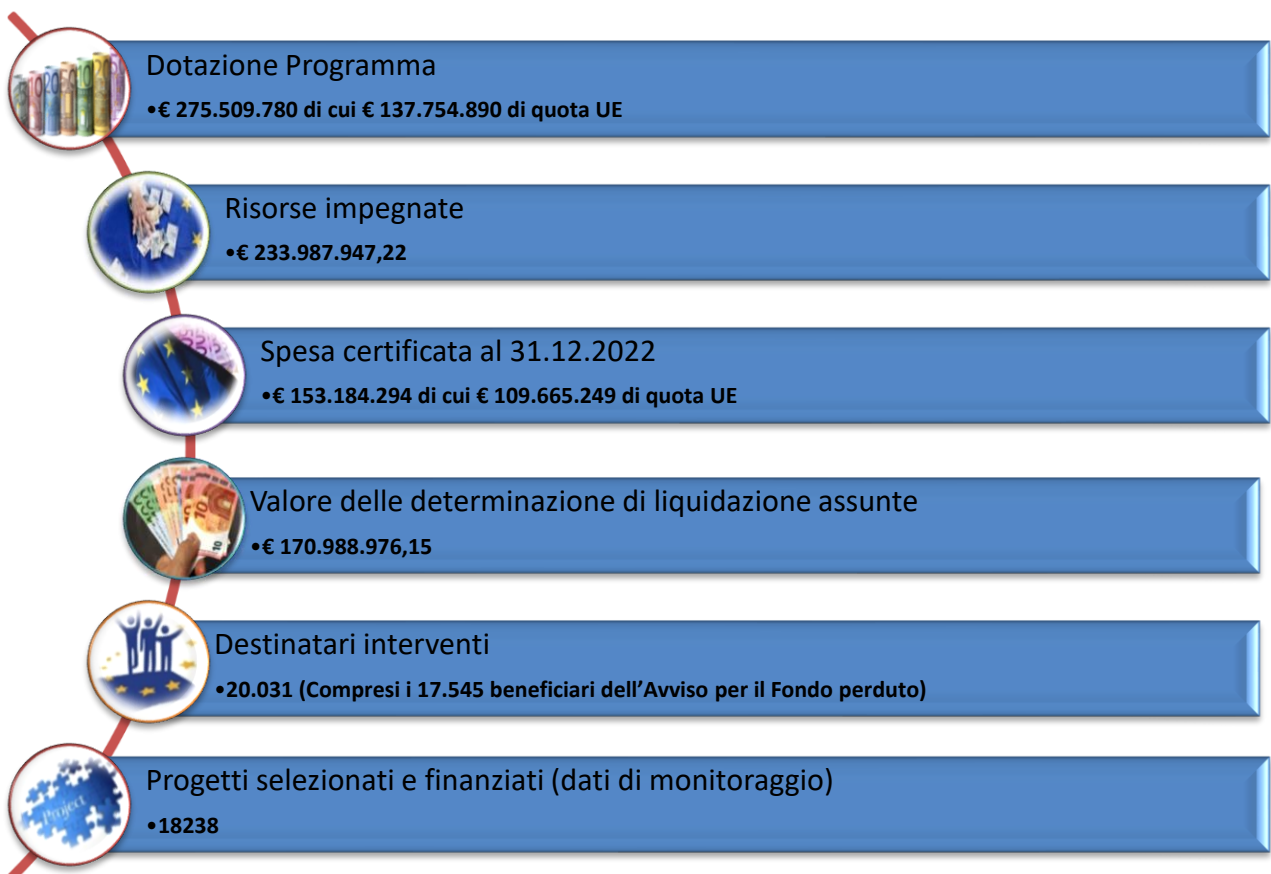 Dotazione Programma
•€ 275.509.780 di cui € 137.754.890 di quota UE
Risorse impegnate
•€ 233.987.947,22
Spesa certificata al 31.12.2022
•€ 153.184.294 di cui € 109.665.249 di quota UE
Valore delle determinazione di liquidazione assunte
•€ 170.988.976,15
Destinatari interventi
•20.031 (Compresi i 17.545 beneficiari dell’Avviso per il Fondo perduto)
Project
Progetti selezionati e finanziati (dati di monitoraggio)
•18238